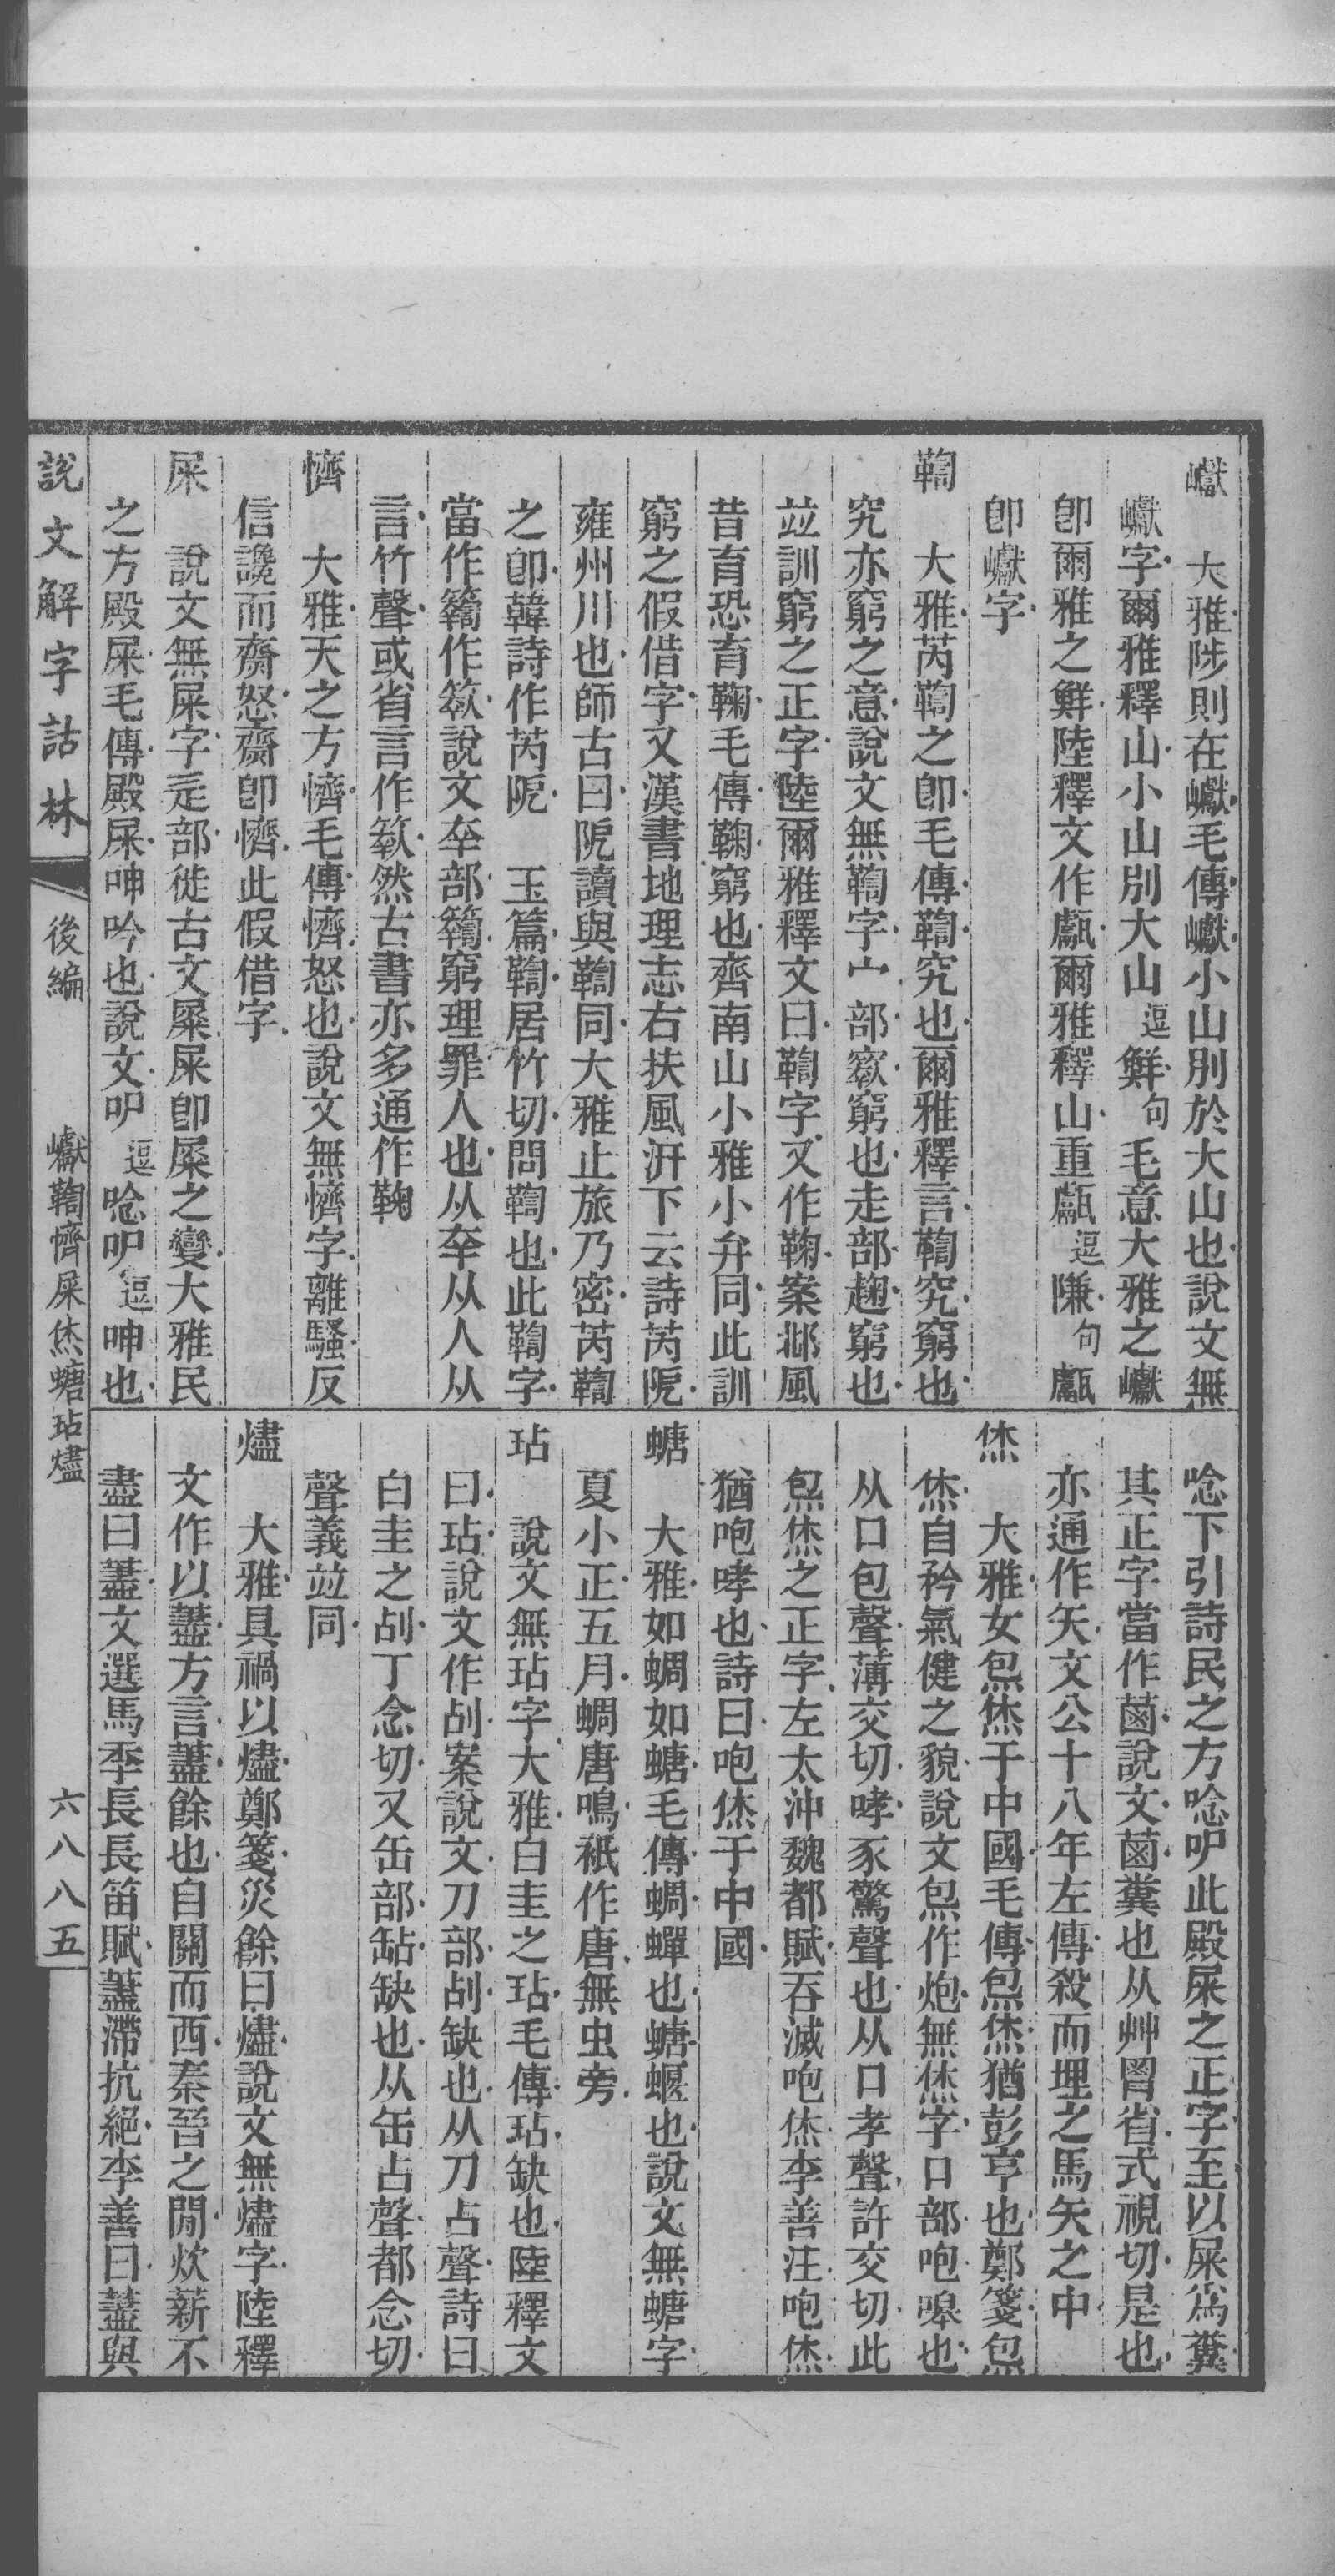 巘　大雅陟則在巘毛傳巘小山別於大山也說文無
巘字爾雅釋山小山別大山逗鮮句毛意大雅之巘
卽爾雅之鮮陸釋文作甗爾雅釋山重甗逗隒句甗
卽巘字
鞫　大雅芮鞫之卽毛傳鞫究也爾雅釋言鞫究窮也
究亦窮之意說文無鞫字宀部窮也走部趜窮也
竝訓窮之正字陸爾雅釋文曰鞫字又作鞠案邶風
昔育恐育鞠毛傳鞠窮也齊南山小雅小弁同此訓
窮之假借字又漢書地理志右扶風汧下云詩芮阮
雍州川也師古曰阮讀與鞫同大雅止旅乃密芮鞫
之卽韓詩作芮阮　玉篇鞫居竹切問鞫也此鞫字
當作籟作說文㚔部窮理罪人也从㚔从人从
言竹聲或省言作然古書亦多通作鞠
懠　大雅天之方懠毛傳懠怒也說文無懠字離騷反
信讒而齌怒齌卽懠此假借字
屎　說文無屎字辵部徙古文屎卽之變大雅民
之方殿屎毛傳殿屎呻吟也說文吚逗唸吚逗呻也
唸下引詩民之方唸吚此殿屎之正字至以屎爲糞
其正字當作菡說文糞也从艸胃省式視切是也
亦通作矢文公十八年左傳殺而埋之馬矢之中
烋　大雅女炰烋于中國毛傳炰烋猶彭亨也鄭箋炰
烋自矜氣健之貌說文炰作炮無烋字口部咆嗥也
从口包聲薄交切哮豕驚聲也从口孝聲許交切此
炰烋之正字左太沖魏都賦吞滅咆烋李善注咆烋
猶咆哮也詩曰咆烋于中國
螗　大雅如蜩如螗毛傳蜩蟬也螗蝘也說文無螗字
夏小正五月蜩唐鳴祇作唐無虫旁
玷　說文無玷字大雅白圭之玷毛傳玷缺也陸釋文
曰玷說文作刮案說文刀部刮缺也从刀占聲詩曰
白圭之刮丁念切又缶部㓠缺也从缶占聲都念切
聲義竝同
燼　大雅具禍以燼鄭箋災餘曰燼說文無燼字陸釋
文作以藎方言藎餘也自關而西秦晉之閒炊薪不
盡曰藎文選馬季長長笛賦藎滯抗絕李善曰藎與
說文解字詁林　後編　巘鞫懠屎烋螗玷燼　六八八五